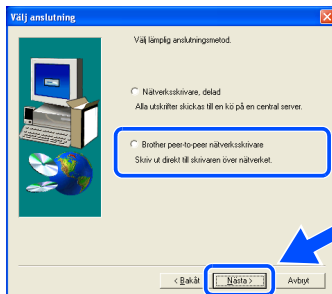 Välj anslutning
Välj lämplig anslutningsmetod.
Nätverksskrivare, delad
Alla utskrifter skickas till en kö på en central server.
Brother peer-to-peer nätverksskrivare
Skriv ut direkt till skrivaren över nätverket.
< Bakåt
Nästa >
Avbryt